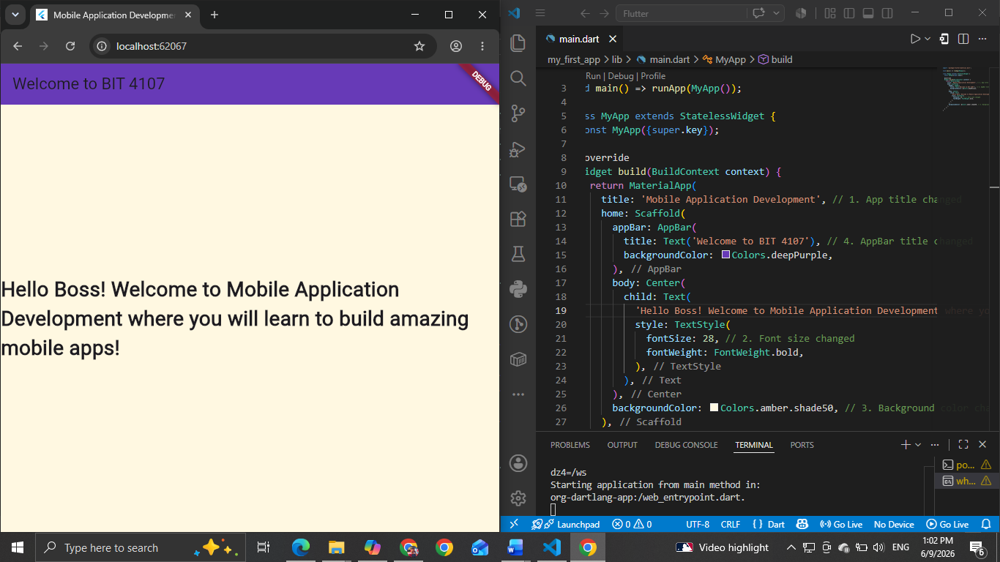 Mobile Application Developme
localhost:62067
Welcome to BIT 4107
DEBUG
Hello Boss! Welcome to Mobile Application
Development where you will learn to build amazing
mobile apps!
Flutter
main.dart
my_first_app > lib > main.dart > MyApp > build
Run | Debug | Profile
3 d main() => runApp(MyApp());
4
5 ss MyApp extends StatelessWidget {
6 onst MyApp({super.key});
7
8 override
9 idget build(BuildContext context) {
10 return MaterialApp(
11 title: 'Mobile Application Development', // 1. App title changed
12 home: Scaffold(
13 appBar: AppBar(
14 title: Text('Welcome to BIT 4107'), // 4. AppBar title changed
15 backgroundColor: Colors.deepPurple,
16 ), // AppBar
17 body: Center(
18 child: Text(
19 'Hello Boss! Welcome to Mobile Application Development where yo
20 style: TextStyle(
21 fontSize: 28, // 2. Font size changed
22 fontWeight: FontWeight.bold,
23 ), // TextStyle
24 ), // Text
25 ), // Center
26 backgroundColor: Colors.amber.shade50, // 3. Background color cha
27 ), // Scaffold
PROBLEMS OUTPUT DEBUG CONSOLE TERMINAL PORTS
dz4=/ws
Starting application from main method in:
org-dartlang-app:/web_entrypoint.dart.
po...
wh...
Launchpad 0 0 UTF-8 CRLF { } Dart Go Live No Device Go Live
Type here to search
Video highlight
ENG
1:02 PM
6/9/2026
6